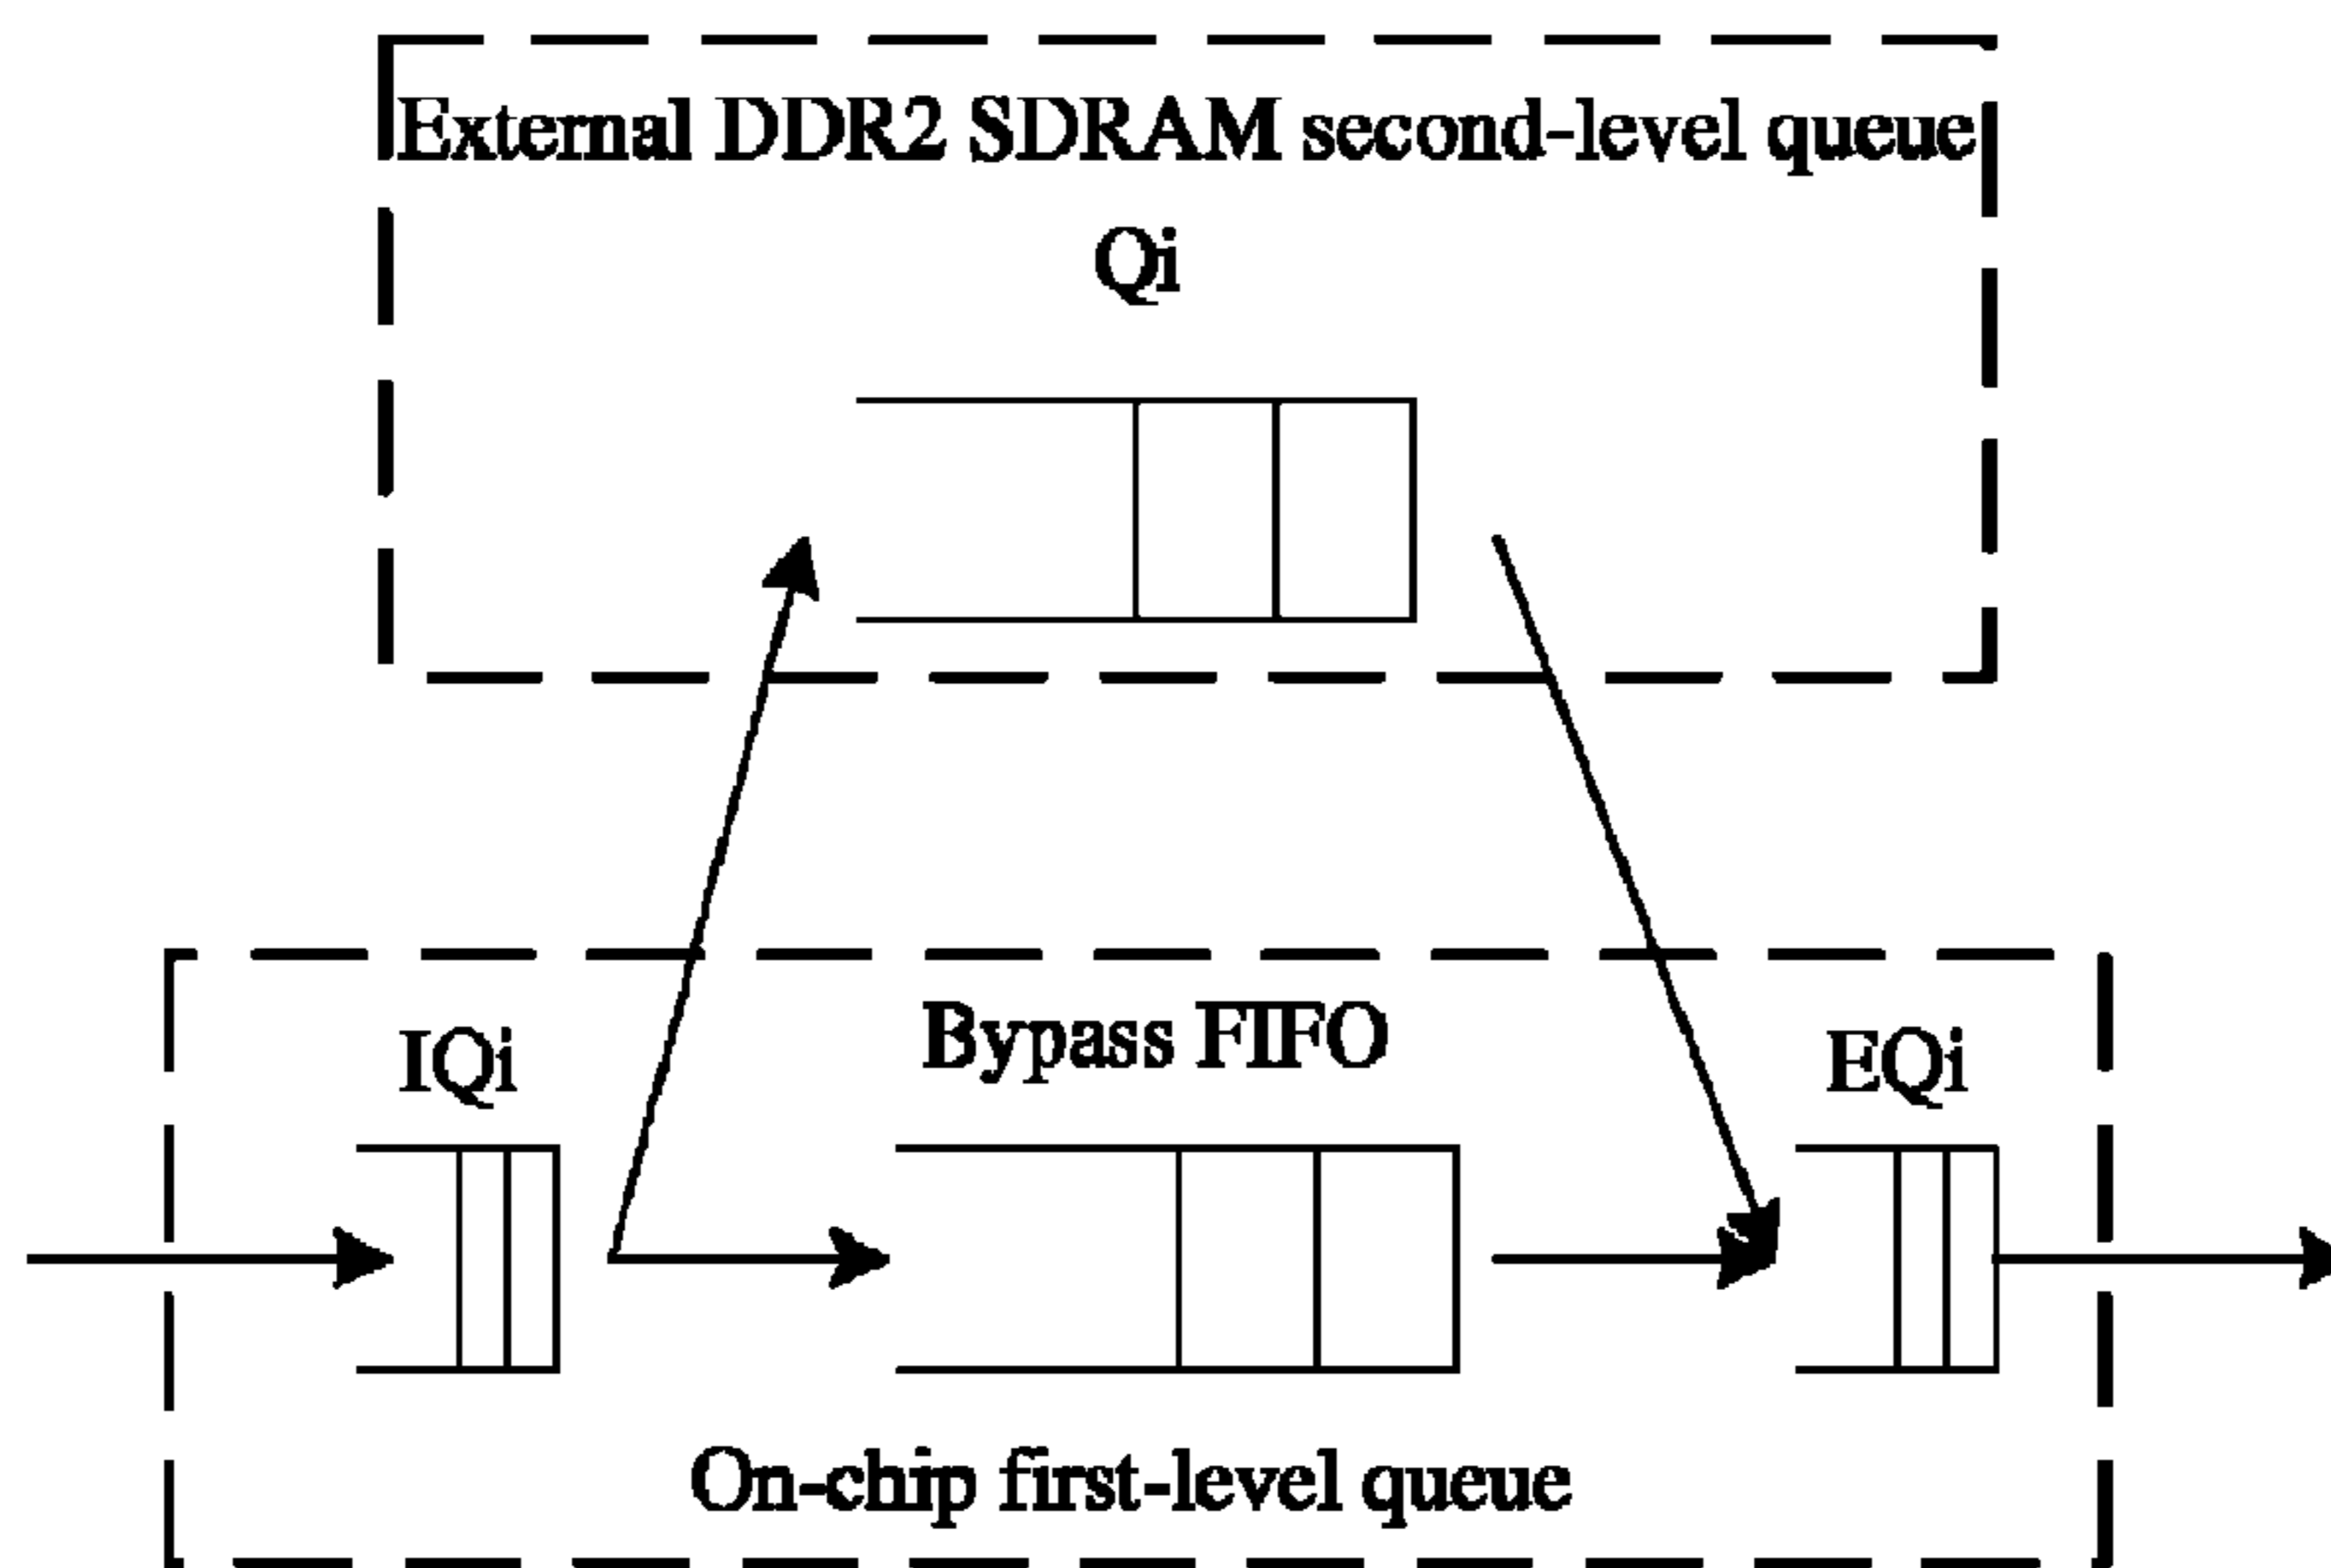 External DDR2 SDRAM second-level queue
Qi
Bypass FIFO
IQi
EQi
On-chip first-level queue